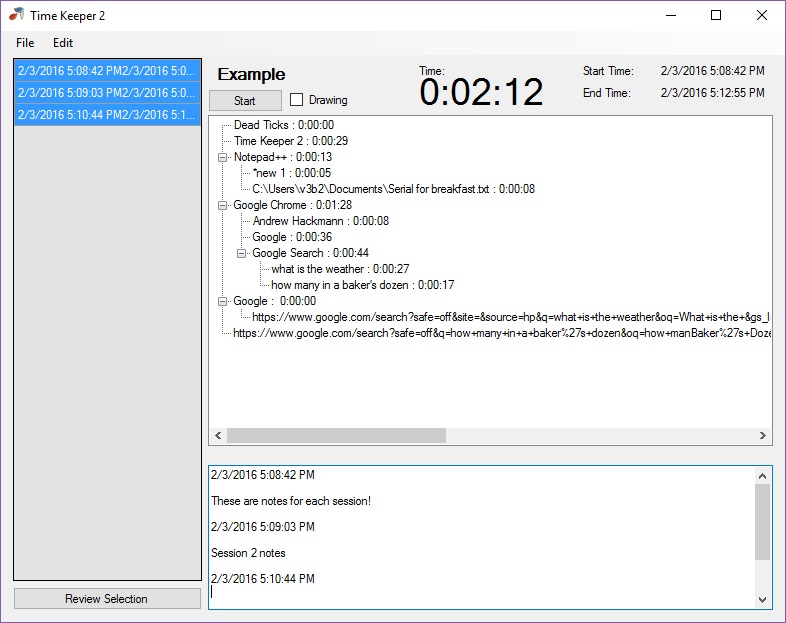 Time Keeper 2
File Edit
2/3/2016 5:08:42 PM2/3/2016 5:0...
2/3/2016 5:09:03 PM2/3/2016 5:0...
2/3/2016 5:10:44 PM2/3/2016 5:1...
Review Selection
Example
Start Drawing
Time:
0:02:12
Start Time: 2/3/2016 5:08:42 PM
End Time: 2/3/2016 5:12:55 PM
Dead Ticks : 0:00:00
Time Keeper 2 : 0:00:29
Notepad++ : 0:00:13
*new 1 : 0:00:05
C:\Users\v3b2\Documents\Serial for breakfast.txt : 0:00:08
Google Chrome : 0:01:28
Andrew Hackmann : 0:00:08
Google : 0:00:36
Google Search : 0:00:44
what is the weather : 0:00:27
how many in a baker's dozen : 0:00:17
Google : 0:00:00
https://www.google.com/search?safe=off&site=&source=hp&q=what+is+the+weather&oq=What+is+the+&gs_l
https://www.google.com/search?safe=off&q=how+many+in+a+baker%27s+dozen&oq=how+manBaker%27s+Doze
2/3/2016 5:08:42 PM
These are notes for each session!
2/3/2016 5:09:03 PM
Session 2 notes
2/3/2016 5:10:44 PM